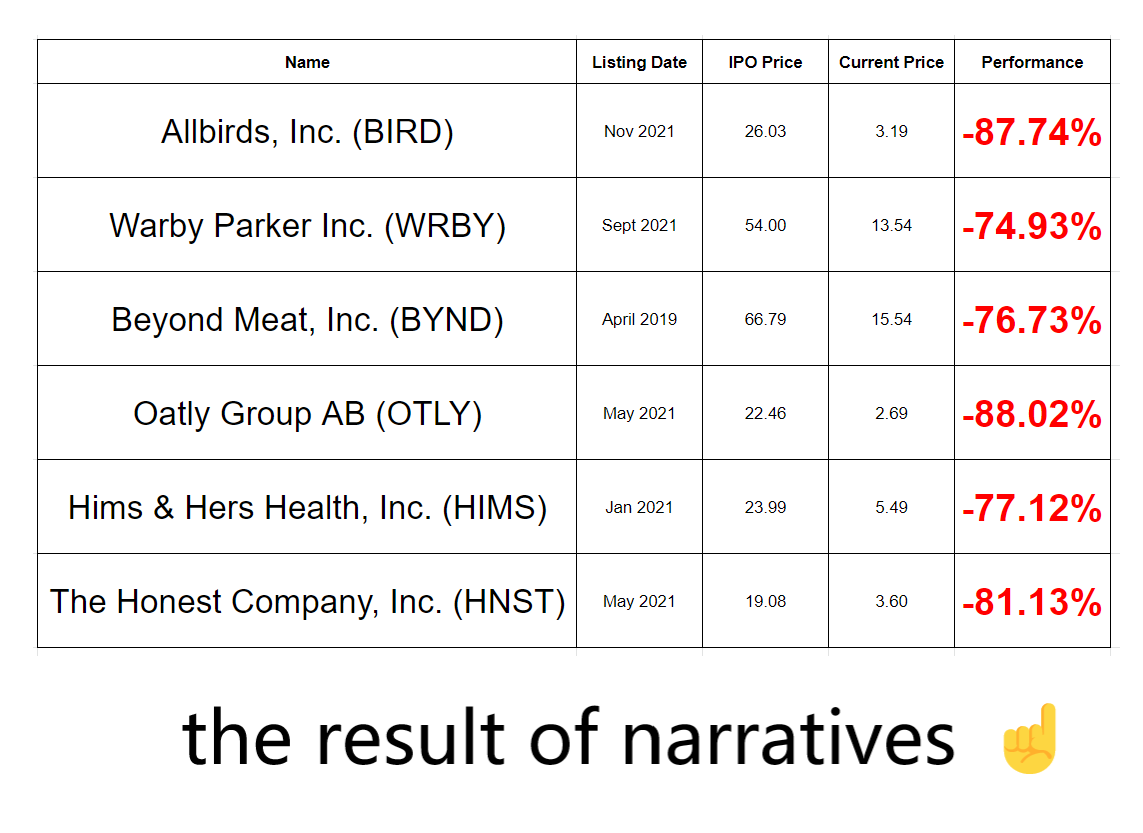 Name Listing Date IPO Price Current Price Performance
Allbirds, Inc. (BIRD) Nov 2021 26.03 3.19 -87.74%
Warby Parker Inc. (WRBY) Sept 2021 54.00 13.54 -74.93%
Beyond Meat, Inc. (BYND) April 2019 66.79 15.54 -76.73%
Oatly Group AB (OTLY) May 2021 22.46 2.69 -88.02%
Hims & Hers Health, Inc. (HIMS) Jan 2021 23.99 5.49 -77.12%
The Honest Company, Inc. (HNST) May 2021 19.08 3.60 -81.13%
the result of narratives ☝